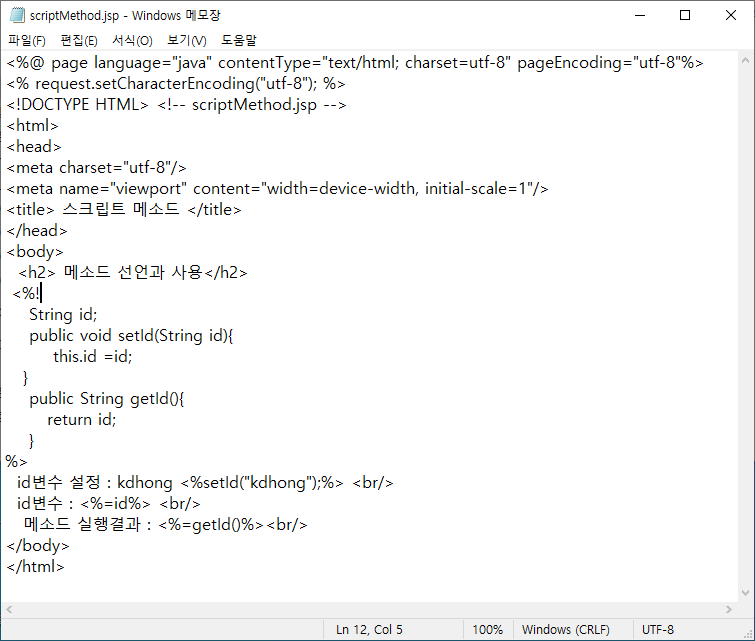 scriptMethod.jsp - Windows 메모장
파일(F) 편집(E) 서식(O) 보기(V) 도움말
<%@ page language="java" contentType="text/html; charset=utf-8" pageEncoding="utf-8"%>
<% request.setCharacterEncoding("utf-8"); %>
<!DOCTYPE HTML> <!-- scriptMethod.jsp -->
<html>
<head>
<meta charset="utf-8"/>
<meta name="viewport" content="width=device-width, initial-scale=1"/>
<title> 스크립트 메소드 </title>
</head>
<body>
  <h2> 메소드 선언과 사용</h2>
 <%!
    String id;
    public void setId(String id){
        this.id =id;
   }
    public String getId(){
       return id;
    }
%>
  id변수 설정 : kdhong <%setId("kdhong");%> <br/>
  id변수 : <%=id%> <br/>
   메소드 실행결과 : <%=getId()%><br/>
</body>
</html>
Ln 12, Col 5 100% Windows (CRLF) UTF-8